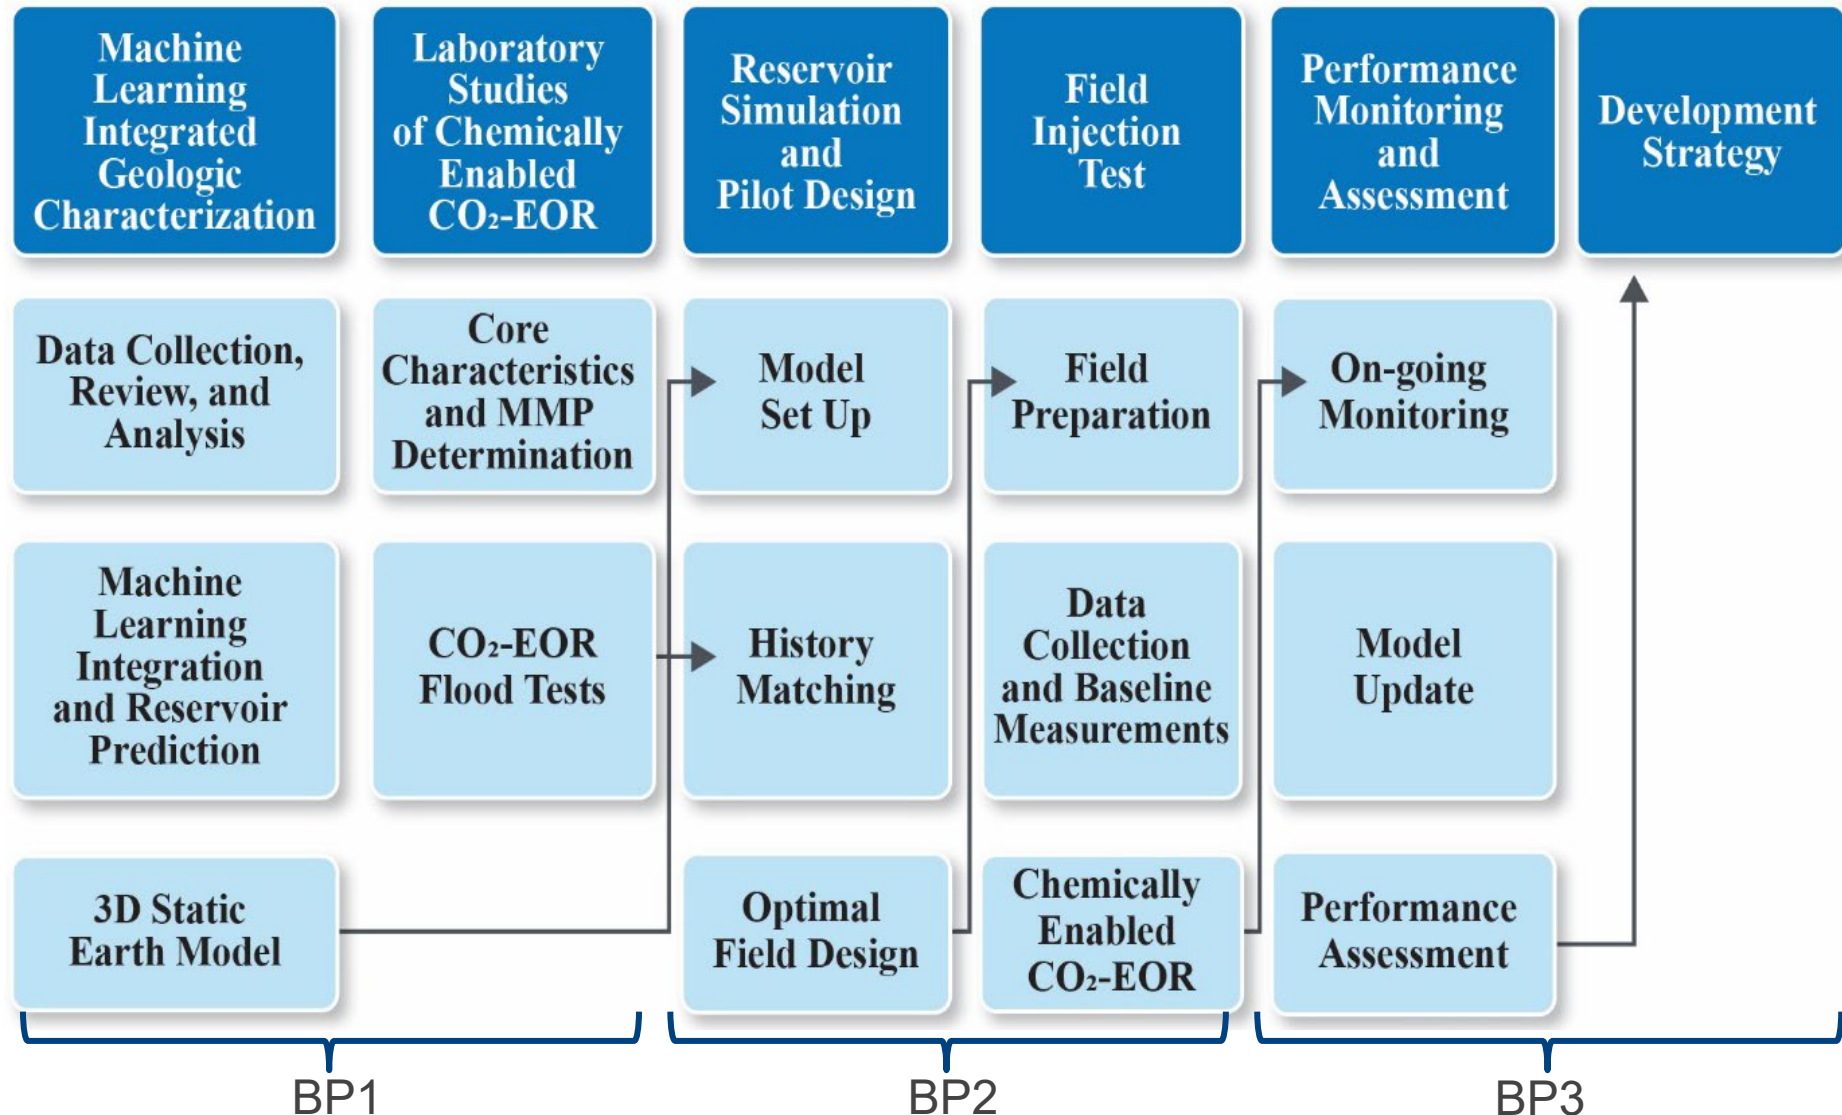 Machine
Learning
Integrated
Geologic
Characterization
Laboratory
Studies
of Chemically
Enabled
CO₂-EOR
Reservoir
Simulation
and
Pilot Design
Field
Injection
Test
Performance
Monitoring
and
Assessment
Development
Strategy
Data Collection,
Review, and
Analysis
Core
Characteristics
and MMP
Determination
Model
Set Up
Field
Preparation
On-going
Monitoring
Machine
Learning
Integration
and Reservoir
Prediction
CO₂-EOR
Flood Tests
History
Matching
Data
Collection
and Baseline
Measurements
Model
Update
3D Static
Earth Model
Optimal
Field Design
Chemically
Enabled
CO₂-EOR
Performance
Assessment
BP1
BP2
BP3